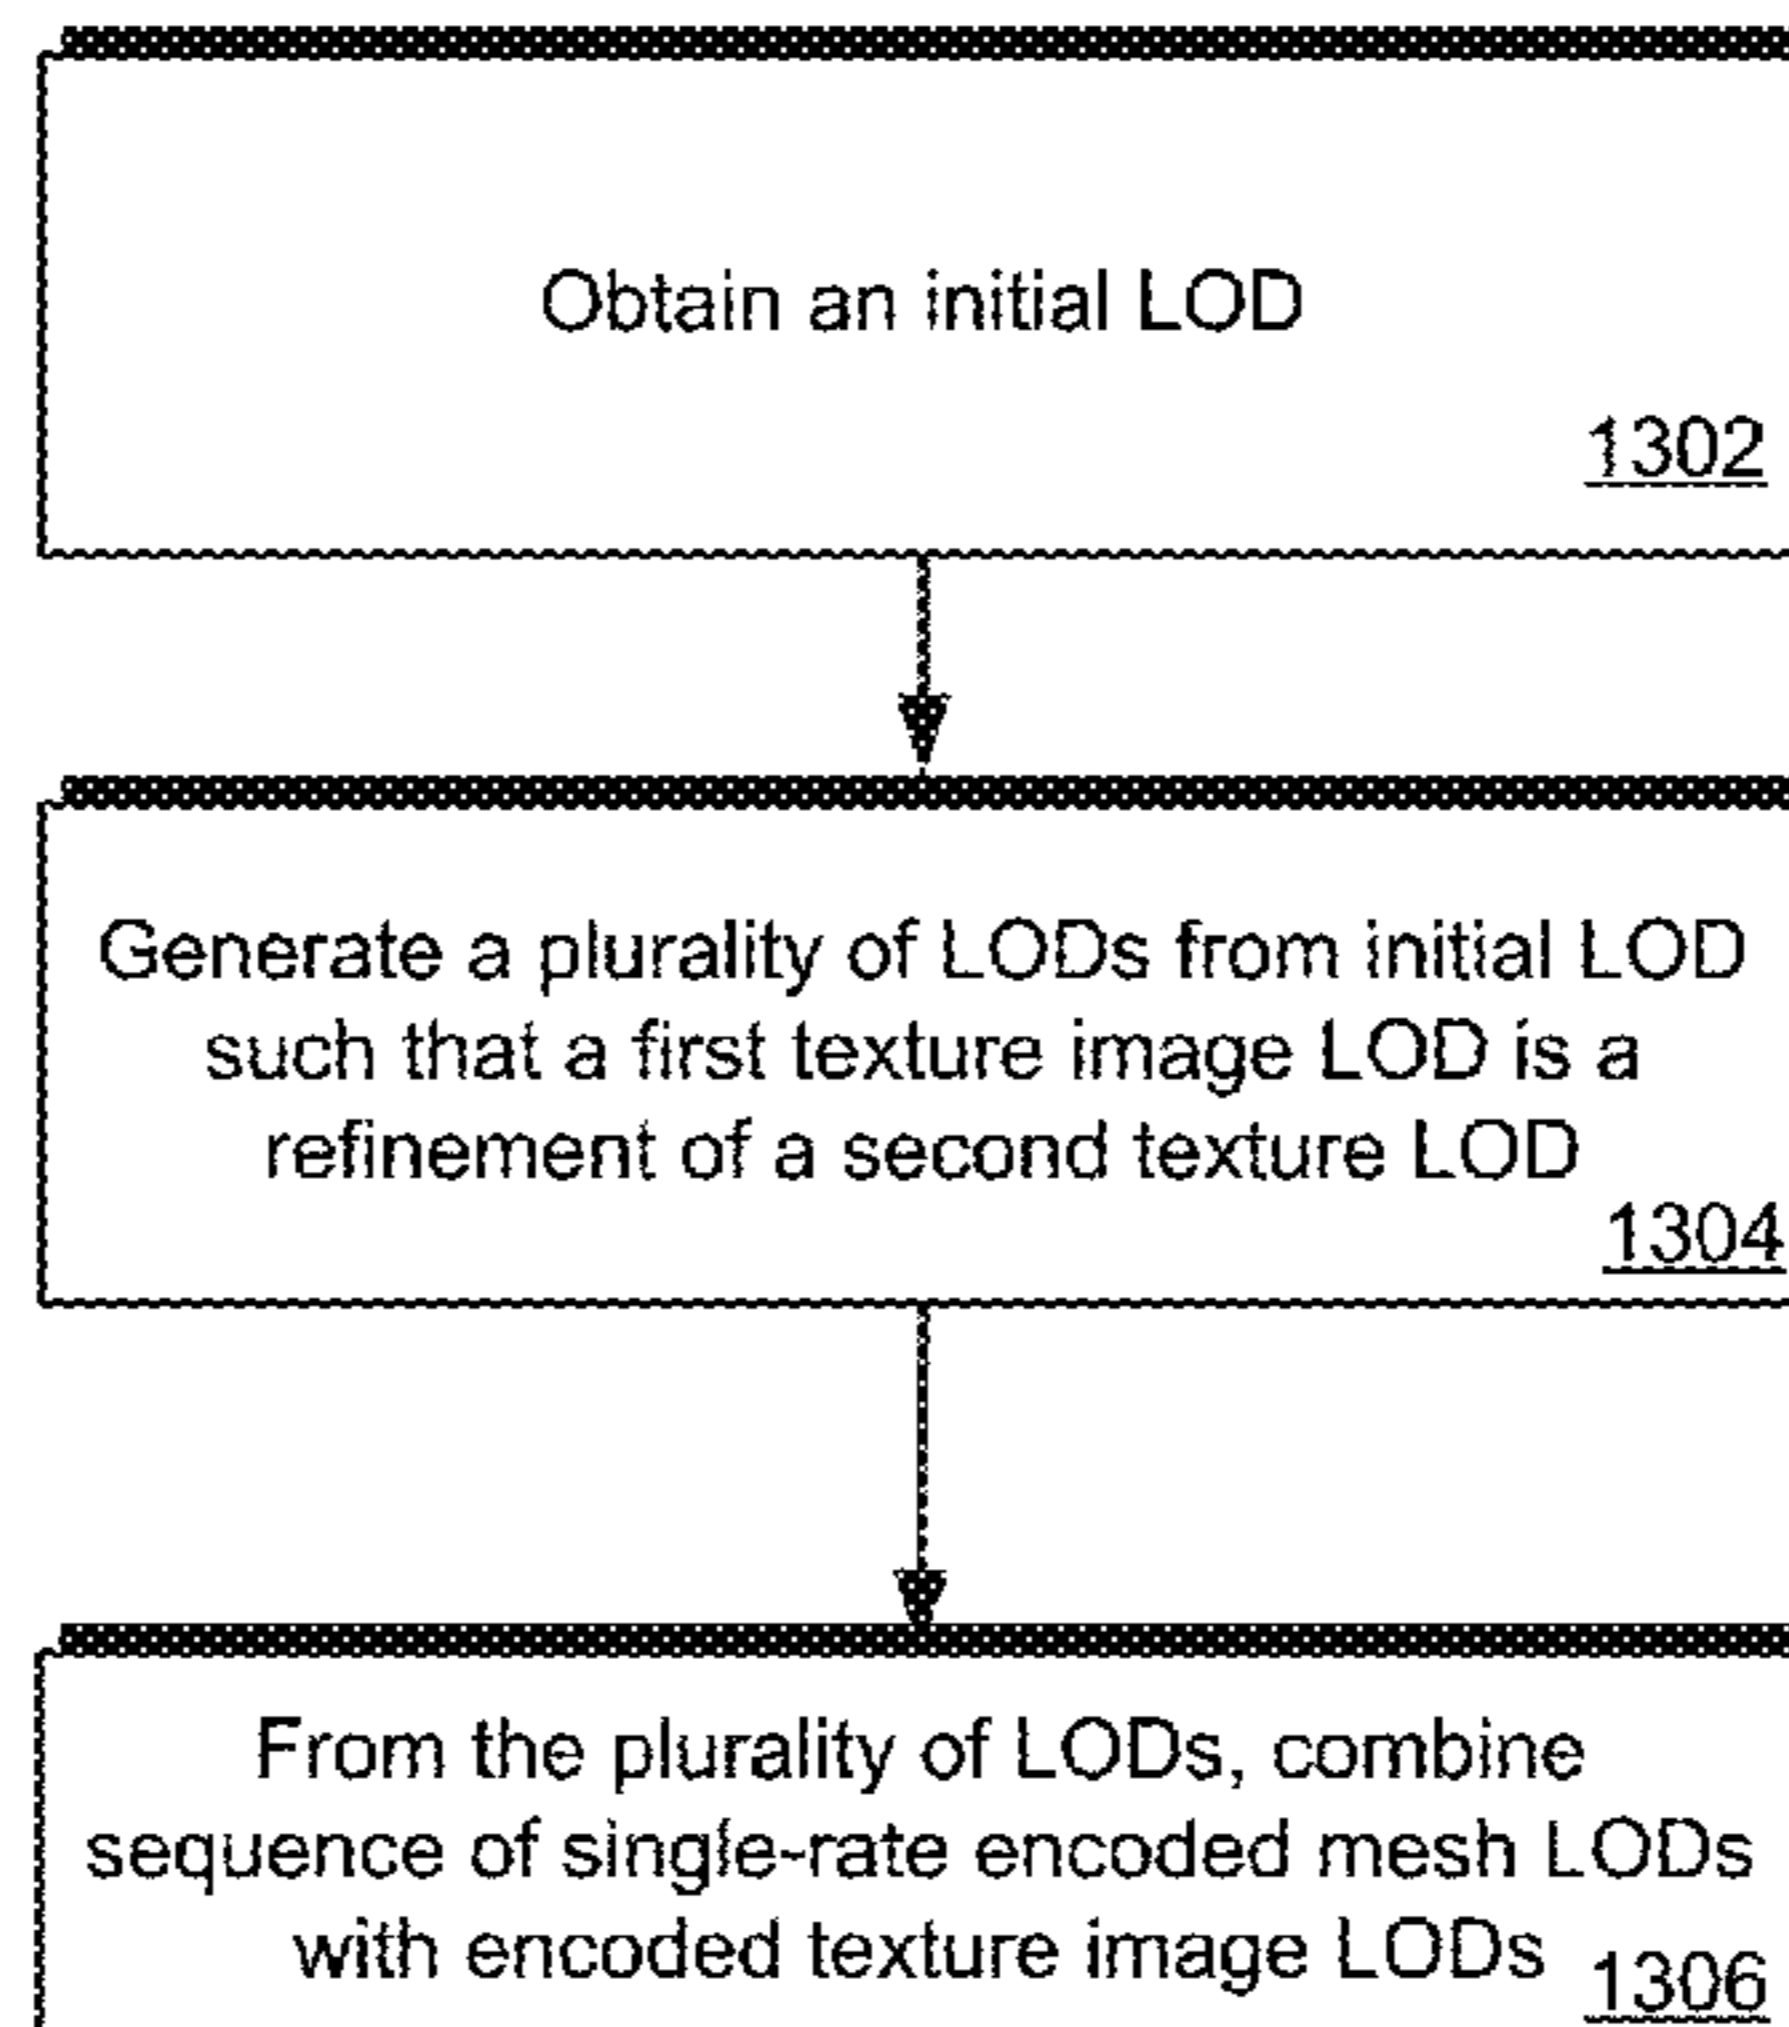 Obtain an initial LOD
1302
Generate a plurality of LODs from initial LOD
such that a first texture image LOD is a
refinement of a second texture LOD
1304
From the plurality of LODs, combine
sequence of single-rate encoded mesh LODs
with encoded texture image LODs
1306